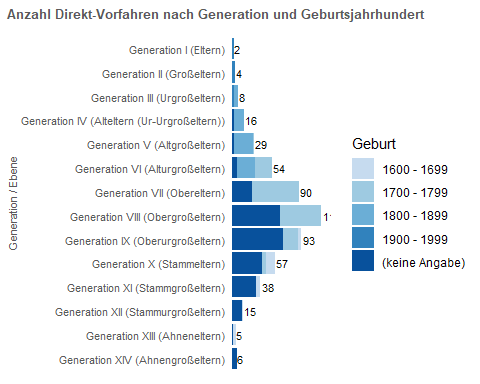 Anzahl Direkt-Vorfahren nach Generation und Geburtsjahrhundert
Generation / Ebene
Generation I (Eltern) 2
Generation II (Großeltern) 4
Generation III (Urgroßeltern) 8
Generation IV (Alteltern (Ur-Urgroßeltern)) 16
Generation V (Altgroßeltern) 29
Generation VI (Alturgroßeltern) 54
Generation VII (Obereltern) 90
Generation VIII (Obergroßeltern)
Generation IX (Oberurgroßeltern) 93
Generation X (Stammeltern) 57
Generation XI (Stammgroßeltern) 38
Generation XII (Stammurgroßeltern) 15
Generation XIII (Ahneneltern) 5
Generation XIV (Ahnengroßeltern) 6
Geburt
1600 - 1699
1700 - 1799
1800 - 1899
1900 - 1999
(keine Angabe)